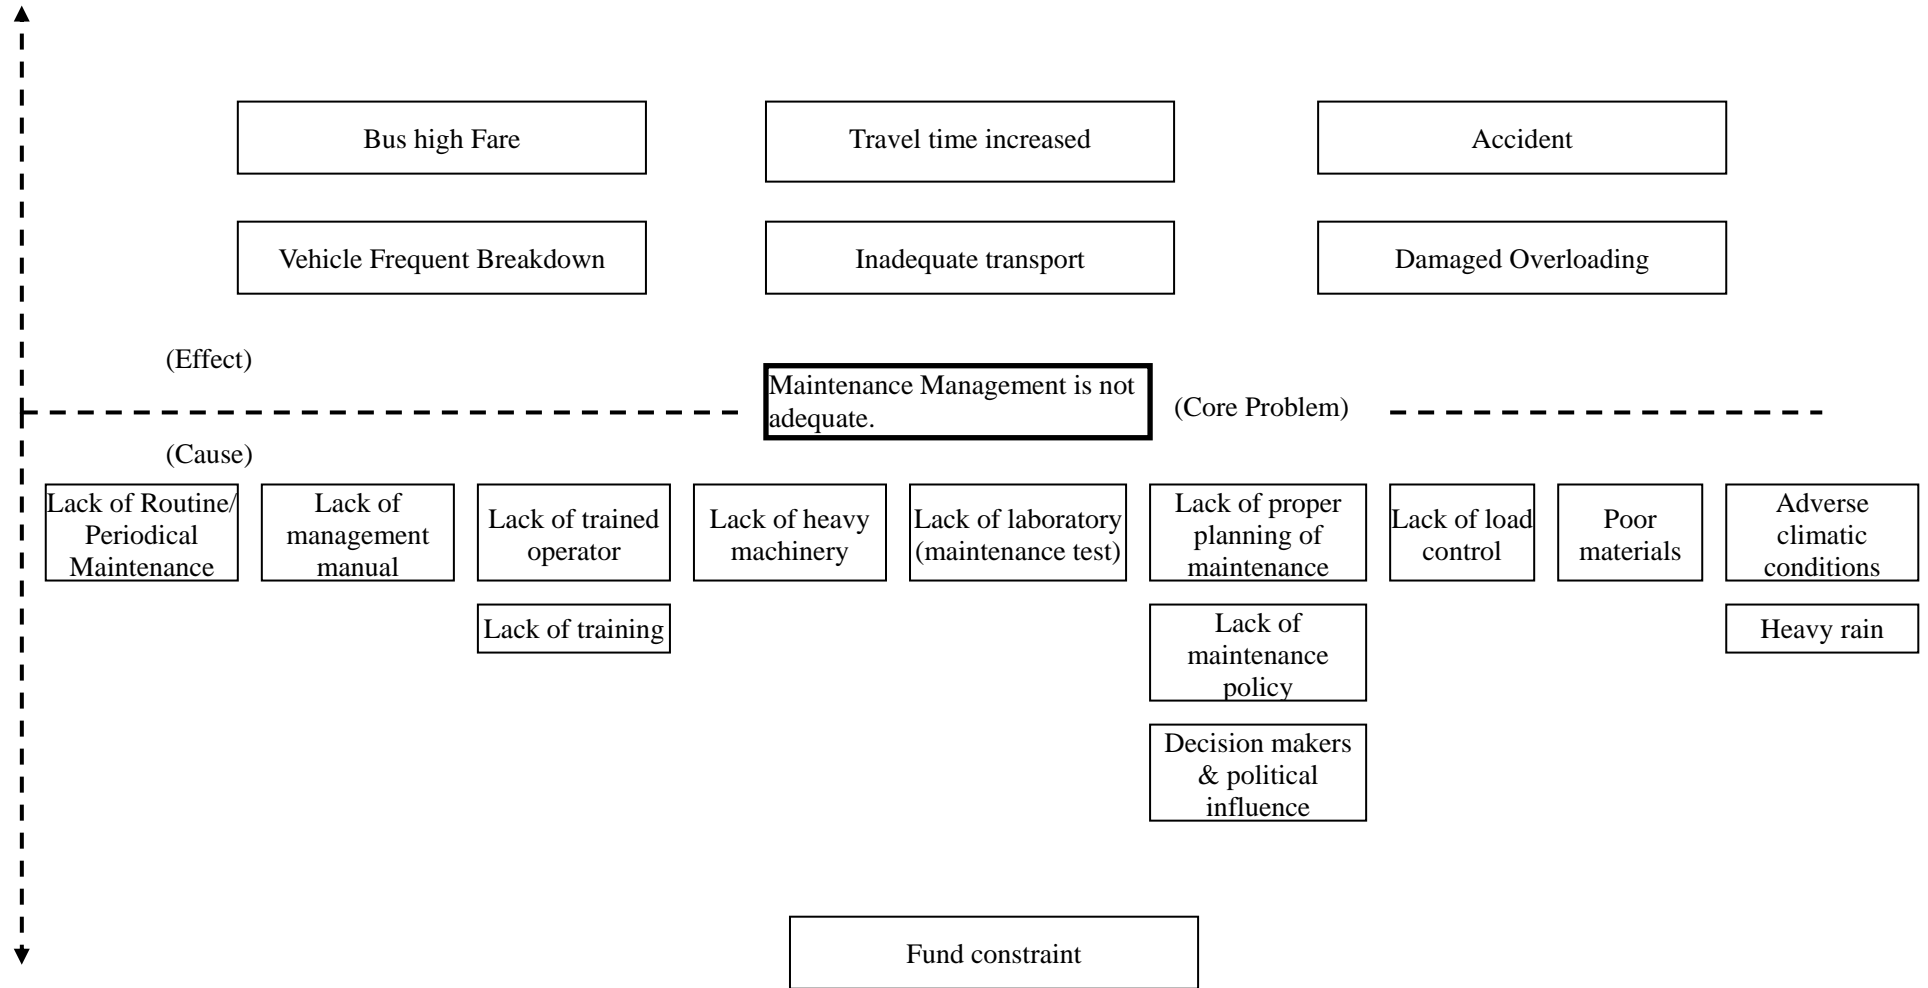 Bus high Fare
Travel time increased
Accident
Vehicle Frequent Breakdown
Inadequate transport
Damaged Overloading
(Effect)
Maintenance Management is not
adequate.
(Core Problem)
(Cause)
Lack of Routine/
Periodical
Maintenance
Lack of
management
manual
Lack of trained
operator
Lack of heavy
machinery
Lack of laboratory
(maintenance test)
Lack of proper
planning of
maintenance
Lack of load
control
Poor
materials
Adverse
climatic
conditions
Lack of training
Lack of
maintenance
policy
Heavy rain
Decision makers
& political
influence
Fund constraint